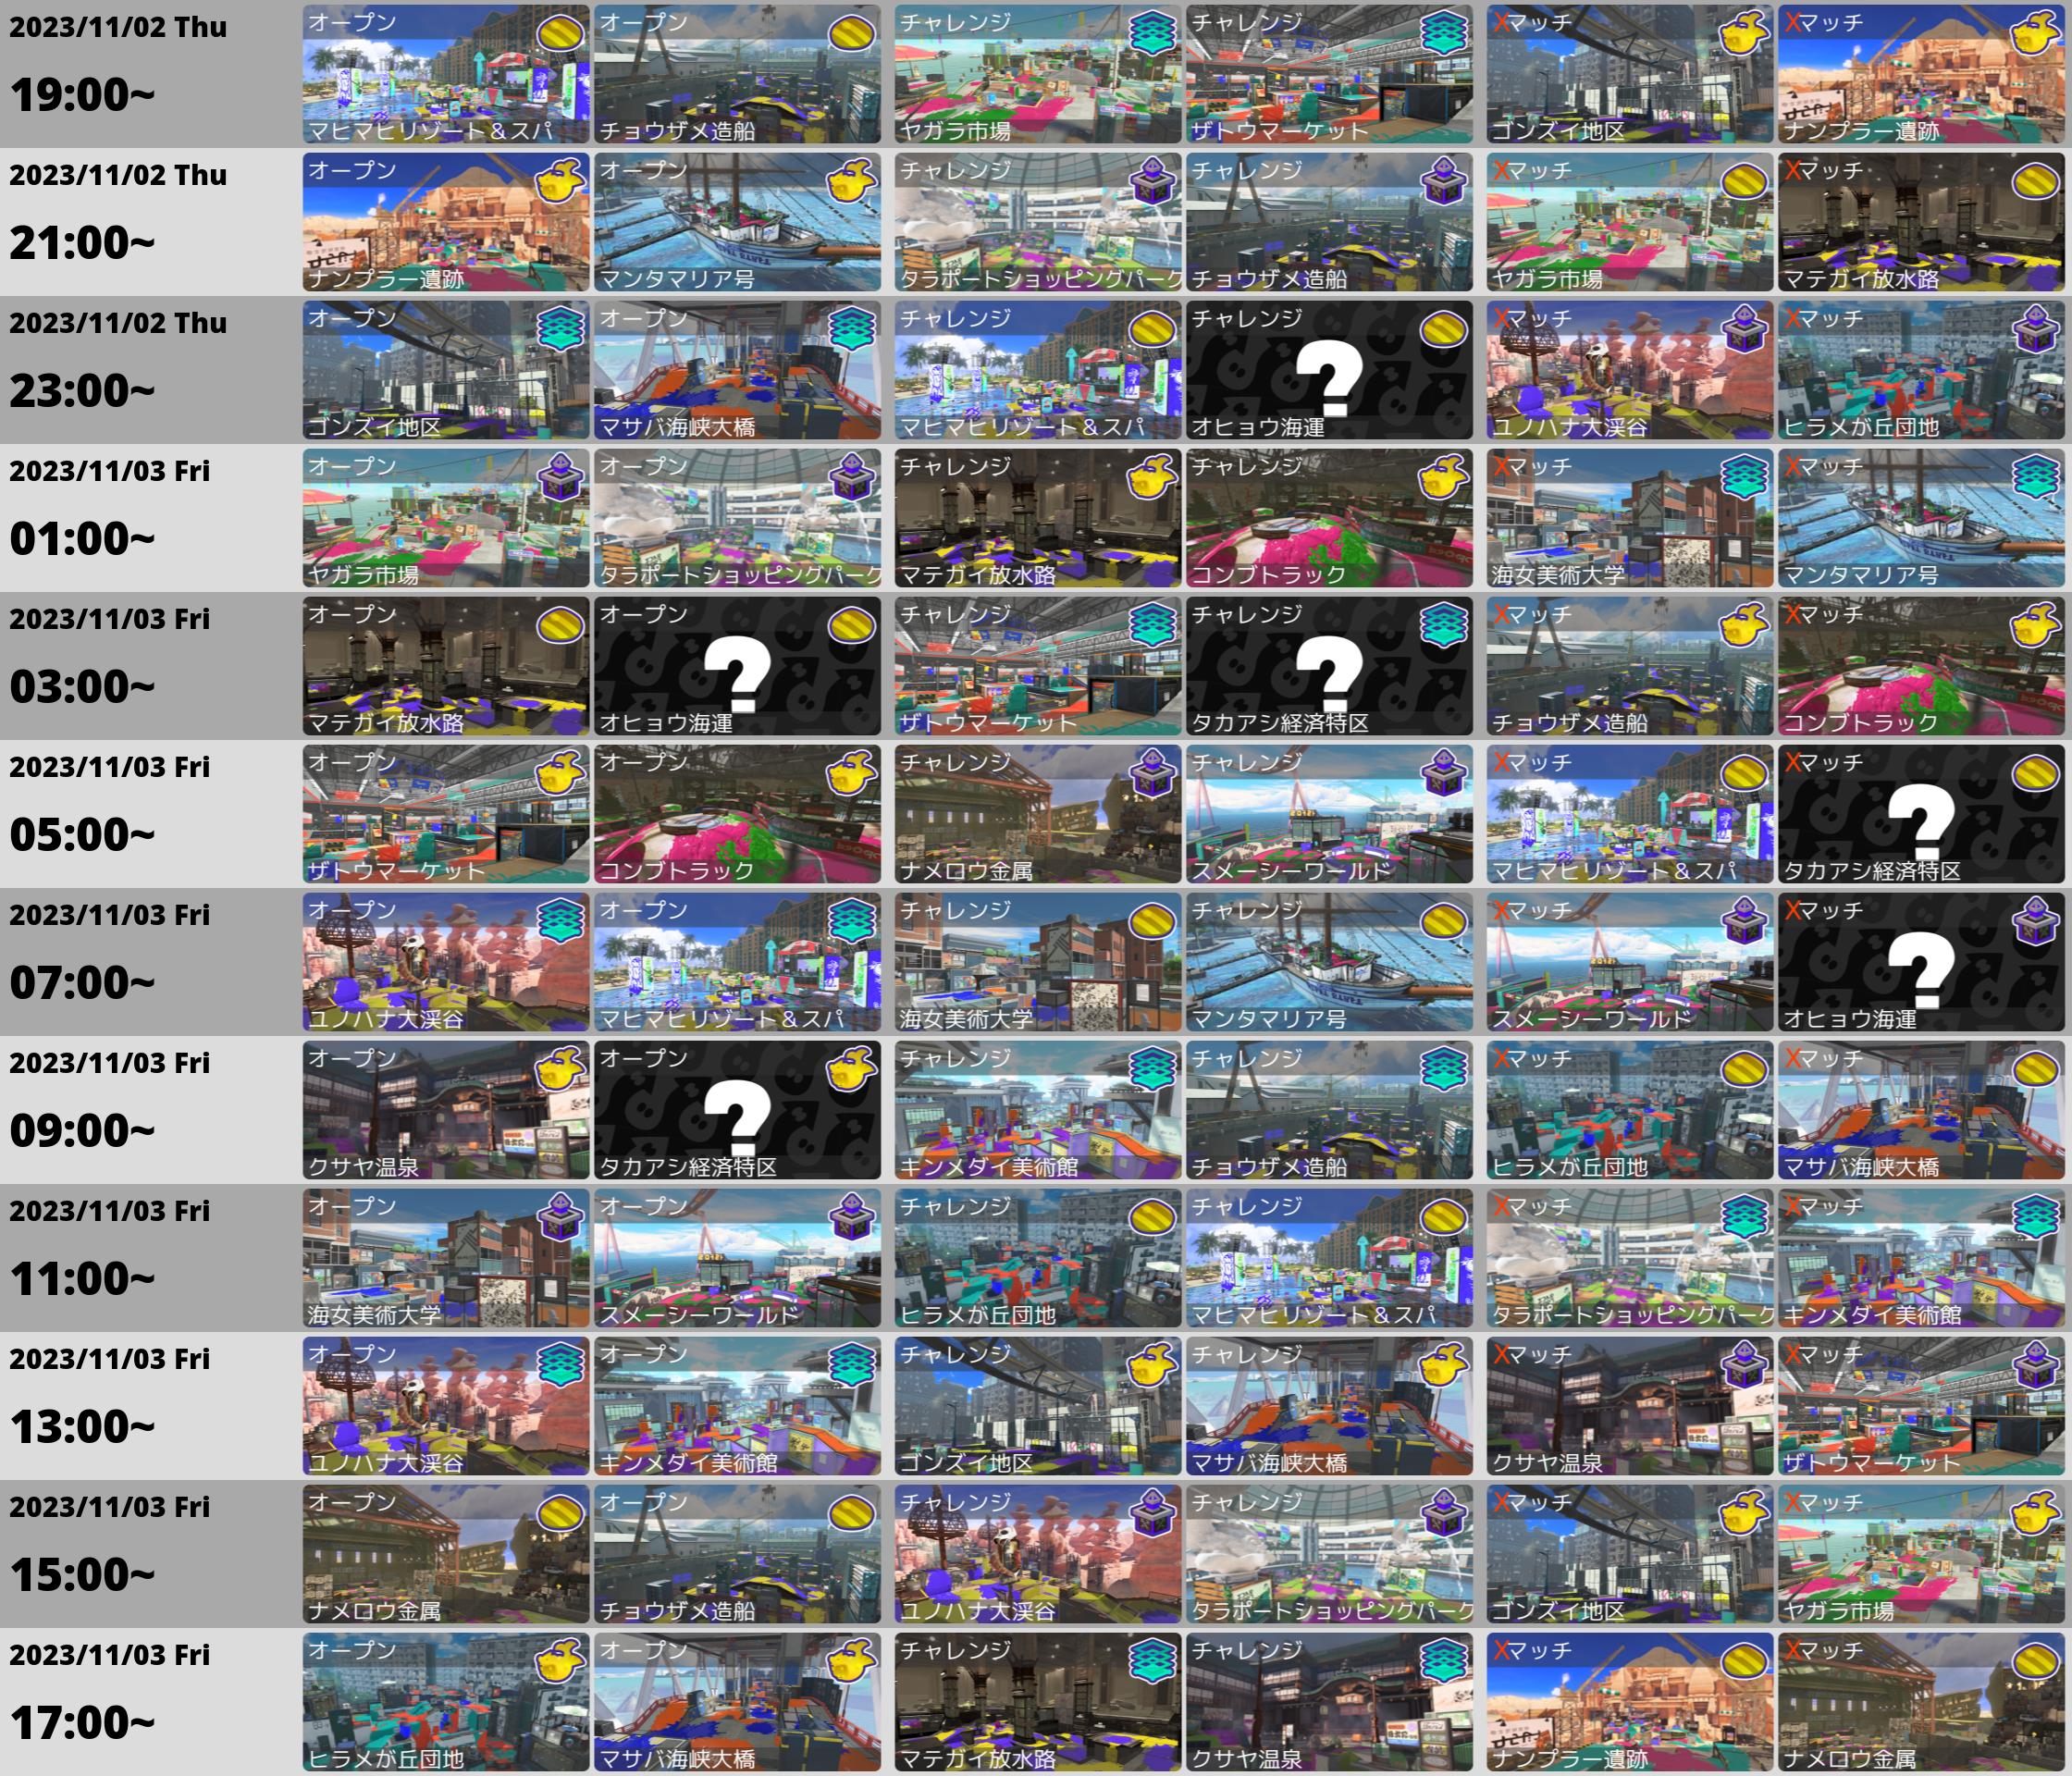 2023/11/02 Thu
19:00~
オープン
マヒマヒリゾート＆スパ
オープン
チョウザメ造船
チャレンジ
ヤガラ市場
チャレンジ
ザトウマーケット
Xマッチ
ゴンズイ地区
Xマッチ
ナンプラー遺跡
2023/11/02 Thu
21:00~
オープン
ナンプラー遺跡
オープン
マンタマリア号
チャレンジ
タラポートショッピングパーク
チャレンジ
チョウザメ造船
Xマッチ
ヤガラ市場
Xマッチ
マテガイ放水路
2023/11/02 Thu
23:00~
オープン
ゴンズイ地区
オープン
マサバ海峡大橋
チャレンジ
マヒマヒリゾート＆スパ
チャレンジ
?
オヒョウ海運
Xマッチ
ユノハナ大渓谷
Xマッチ
ヒラメが丘団地
2023/11/03 Fri
01:00~
オープン
ヤガラ市場
オープン
タラポートショッピングパーク
チャレンジ
マテガイ放水路
チャレンジ
コンブトラック
Xマッチ
海女美術大学
Xマッチ
マンタマリア号
2023/11/03 Fri
03:00~
オープン
マテガイ放水路
オープン
?
オヒョウ海運
チャレンジ
ザトウマーケット
チャレンジ
?
タカアシ経済特区
Xマッチ
チョウザメ造船
Xマッチ
コンブトラック
2023/11/03 Fri
05:00~
オープン
ザトウマーケット
オープン
コンブトラック
チャレンジ
ナメロウ金属
チャレンジ
スメーシーワールド
Xマッチ
マヒマヒリゾート＆スパ
Xマッチ
?
タカアシ経済特区
2023/11/03 Fri
07:00~
オープン
ユノハナ大渓谷
オープン
マヒマヒリゾート＆スパ
チャレンジ
海女美術大学
チャレンジ
マンタマリア号
Xマッチ
スメーシーワールド
Xマッチ
?
オヒョウ海運
2023/11/03 Fri
09:00~
オープン
クサヤ温泉
オープン
?
タカアシ経済特区
チャレンジ
キンメダイ美術館
チャレンジ
チョウザメ造船
Xマッチ
ヒラメが丘団地
Xマッチ
マサバ海峡大橋
2023/11/03 Fri
11:00~
オープン
海女美術大学
オープン
スメーシーワールド
チャレンジ
ヒラメが丘団地
チャレンジ
マヒマヒリゾート＆スパ
Xマッチ
タラポートショッピングパーク
Xマッチ
キンメダイ美術館
2023/11/03 Fri
13:00~
オープン
ユノハナ大渓谷
オープン
キンメダイ美術館
チャレンジ
ゴンズイ地区
チャレンジ
マサバ海峡大橋
Xマッチ
クサヤ温泉
Xマッチ
ザトウマーケット
2023/11/03 Fri
15:00~
オープン
ナメロウ金属
オープン
チョウザメ造船
チャレンジ
ユノハナ大渓谷
チャレンジ
タラポートショッピングパーク
Xマッチ
ゴンズイ地区
Xマッチ
ヤガラ市場
2023/11/03 Fri
17:00~
オープン
ヒラメが丘団地
オープン
マサバ海峡大橋
チャレンジ
マテガイ放水路
チャレンジ
クサヤ温泉
Xマッチ
ナンプラー遺跡
Xマッチ
ナメロウ金属